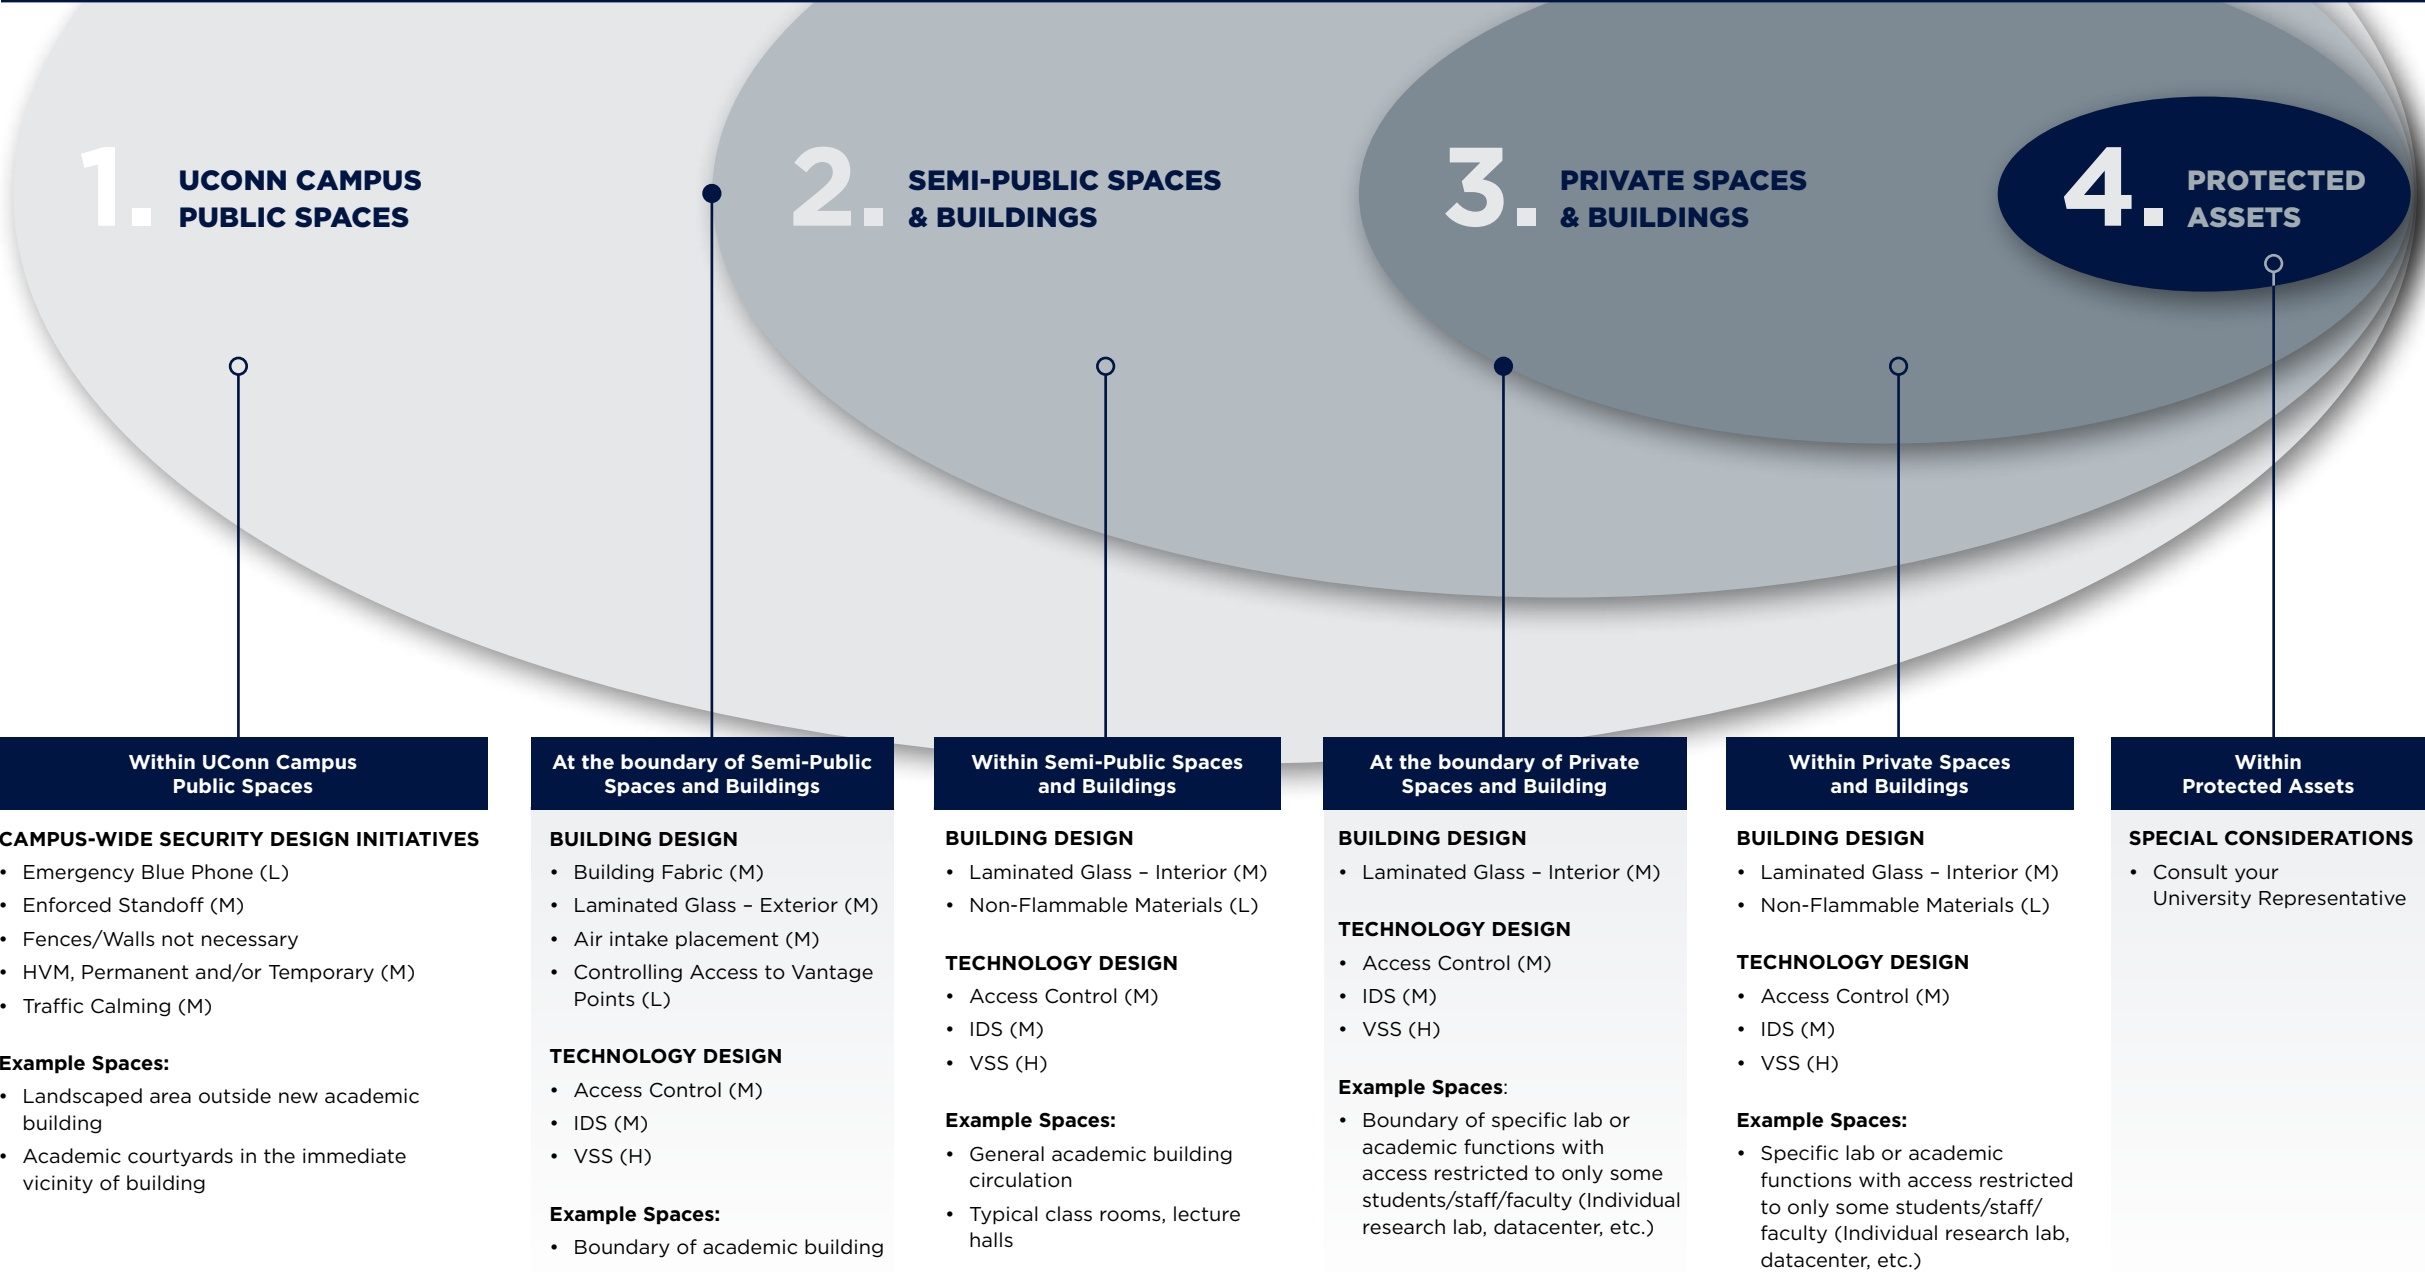 1. UCONN CAMPUS
PUBLIC SPACES
2. SEMI-PUBLIC SPACES
& BUILDINGS
3. PRIVATE SPACES
& BUILDINGS
4. PROTECTED
ASSETS
Within UConn Campus
Public Spaces
CAMPUS-WIDE SECURITY DESIGN INITIATIVES
• Emergency Blue Phone (L)
• Enforced Standoff (M)
• Fences/Walls not necessary
• HVM, Permanent and/or Temporary (M)
• Traffic Calming (M)
Example Spaces:
• Landscaped area outside new academic
building
• Academic courtyards in the immediate
vicinity of building
At the boundary of Semi-Public
Spaces and Buildings
BUILDING DESIGN
• Building Fabric (M)
• Laminated Glass – Exterior (M)
• Air intake placement (M)
• Controlling Access to Vantage
Points (L)
TECHNOLOGY DESIGN
• Access Control (M)
• IDS (M)
• VSS (H)
Example Spaces:
• Boundary of academic building
Within Semi-Public Spaces
and Buildings
BUILDING DESIGN
• Laminated Glass – Interior (M)
• Non-Flammable Materials (L)
TECHNOLOGY DESIGN
• Access Control (M)
• IDS (M)
• VSS (H)
Example Spaces:
• General academic building
circulation
• Typical class rooms, lecture
halls
At the boundary of Private
Spaces and Building
BUILDING DESIGN
• Laminated Glass – Interior (M)
TECHNOLOGY DESIGN
• Access Control (M)
• IDS (M)
• VSS (H)
Example Spaces:
• Boundary of specific lab or
academic functions with
access restricted to only some
students/staff/faculty (Individual
research lab, datacenter, etc.)
Within Private Spaces
and Buildings
BUILDING DESIGN
• Laminated Glass – Interior (M)
• Non-Flammable Materials (L)
TECHNOLOGY DESIGN
• Access Control (M)
• IDS (M)
• VSS (H)
Example Spaces:
• Specific lab or academic
functions with access restricted
to only some students/staff/
faculty (Individual research lab,
datacenter, etc.)
Within
Protected Assets
SPECIAL CONSIDERATIONS
• Consult your
University Representative